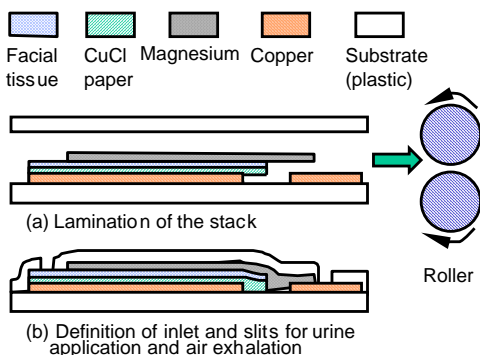 Facial tissue
CuCl paper
Magnesium
Copper
Substrate (plastic)
(a) Lamination of the stack
Roller
(b) Definition of inlet and slits for urine
application and air exhalation